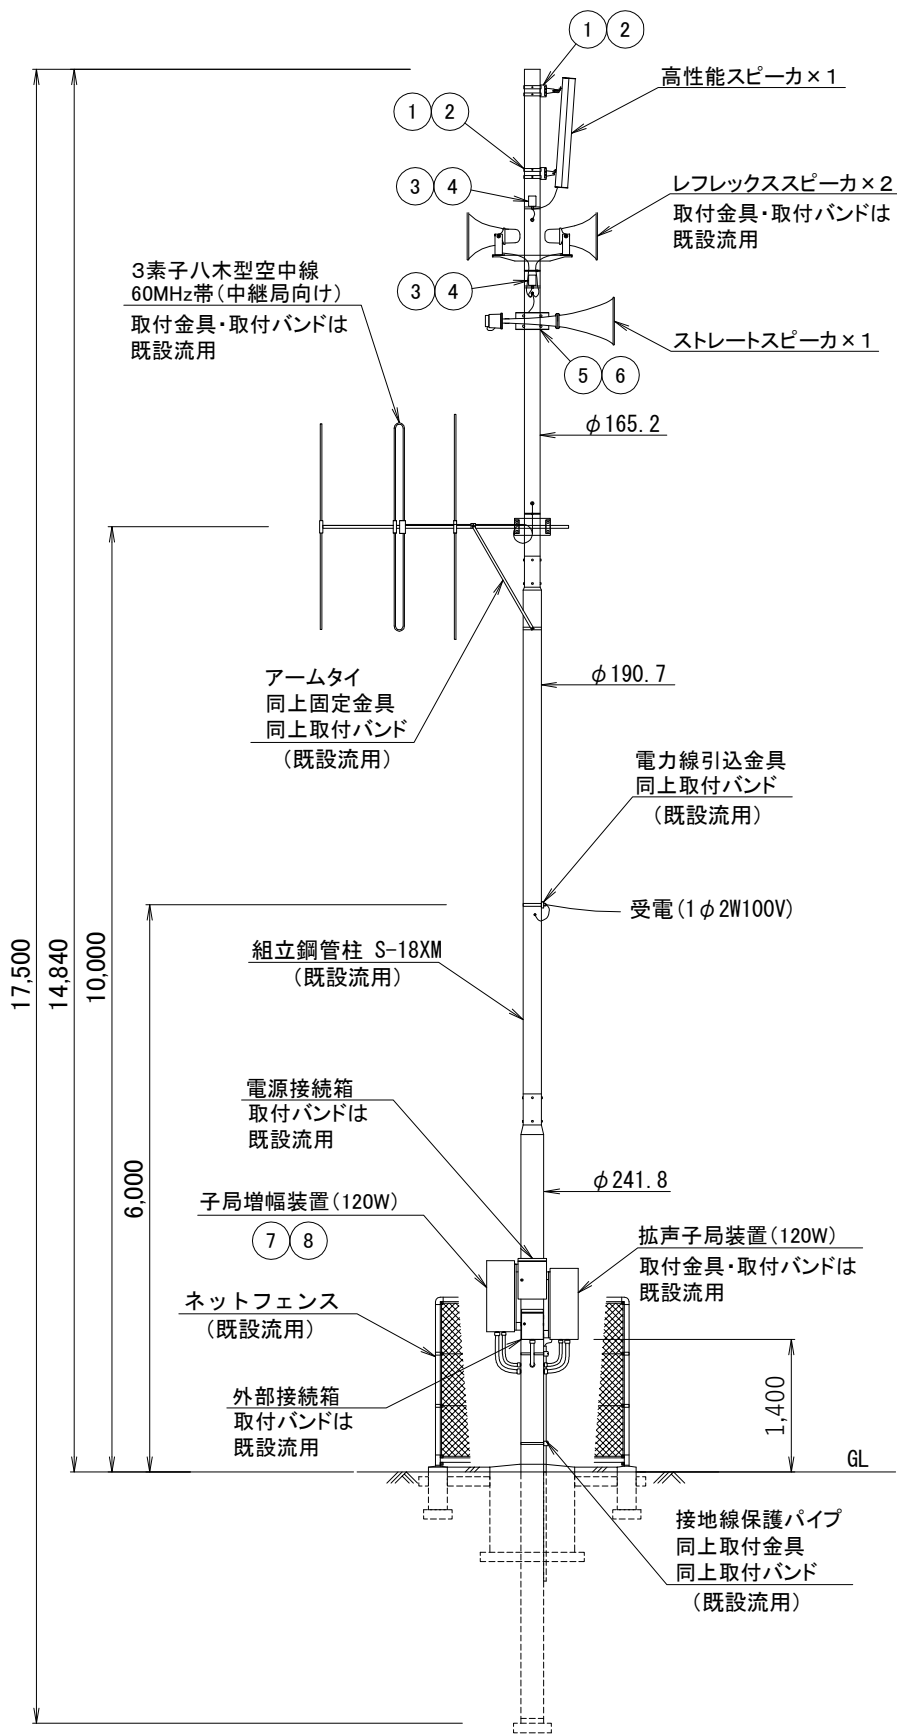 ① ②
高性能スピーカ×1
① ②
③ ④
レフレックススピーカ×2
取付金具・取付バンドは
既設流用
3素子八木型空中線
60MHz帯(中継局向け)
取付金具・取付バンドは
既設流用
③ ④
ストレートスピーカ×1
⑤ ⑥
φ165.2
アームタイ
同上固定金具
同上取付バンド
(既設流用)
φ190.7
電力線引込金具
同上取付バンド
(既設流用)
受電(1φ2W100V)
組立鋼管柱 S-18XM
(既設流用)
17,500
14,840
10,000
6,000
電源接続箱
取付バンドは
既設流用
φ241.8
子局増幅装置(120W)
⑦ ⑧
拡声子局装置(120W)
取付金具・取付バンドは
既設流用
ネットフェンス
(既設流用)
外部接続箱
取付バンドは
既設流用
1,400
GL
接地線保護パイプ
同上取付金具
同上取付バンド
(既設流用)